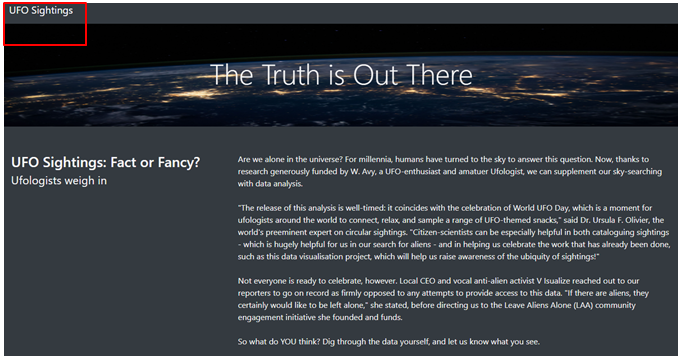 UFO Sightings
The Truth is Out There
UFO Sightings: Fact or Fancy?
Ufologists weigh in
Are we alone in the universe? For millennia, humans have turned to the sky to answer this question. Now, thanks to
research generously funded by W. Avy, a UFO-enthusiast and amatuer Ufologist, we can supplement our sky-searching
with data analysis.
"The release of this analysis is well-timed: it coincides with the celebration of World UFO Day, which is a moment for
ufologists around the world to connect, relax, and sample a range of UFO-themed snacks," said Dr. Ursula F. Olivier, the
world's preeminent expert on circular sightings. "Citizen-scientists can be especially helpful in both cataloguing sightings
- which is hugely helpful for us in our search for aliens - and in helping us celebrate the work that has already been done,
such as this data visualisation project, which will help us raise awareness of the ubiquity of sightings!"
Not everyone is ready to celebrate, however. Local CEO and vocal anti-alien activist V Isualize reached out to our
reporters to go on record as firmly opposed to any attempts to provide access to this data. "If there are aliens, they
certainly would like to be left alone," she stated, before directing us to the Leave Aliens Alone (LAA) community
engagement initiative she founded and funds.
So what do YOU think? Dig through the data yourself, and let us know what you see.